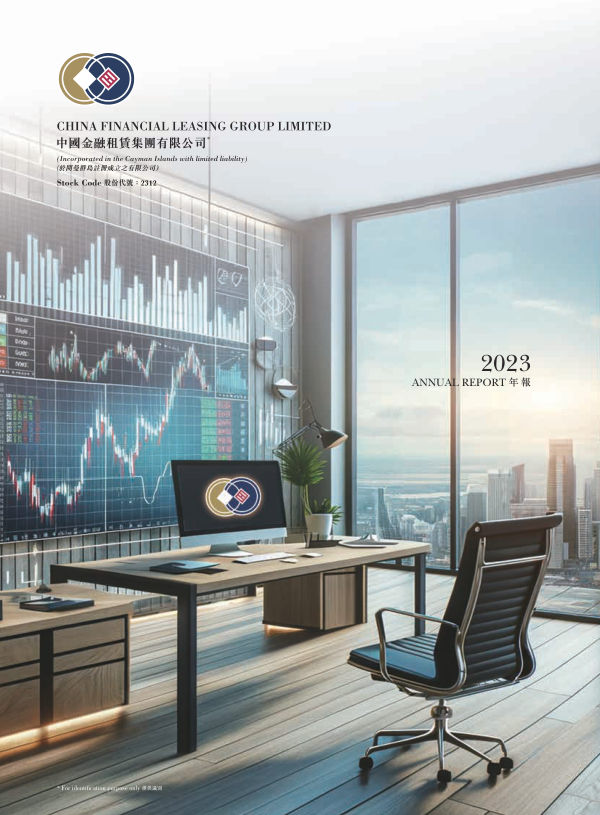 CHINA FINANCIAL LEASING GROUP LIMITED
中國金融租賃集團有限公司*
(Incorporated in the Cayman Islands with limited liability)
(於開曼群島註冊成立之有限公司)
Stock Code 股份代號：2312
2023
ANNUAL REPORT 年報
* For identification purpose only 僅供識別